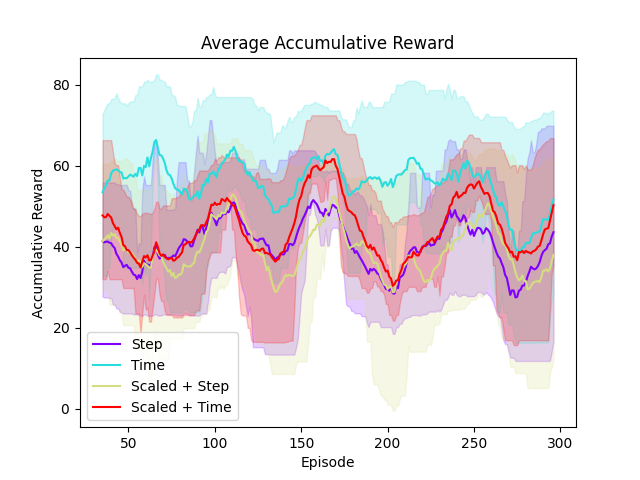 Average Accumulative Reward
80
60
40
20
0
Accumulative Reward
Step
Time
Scaled + Step
Scaled + Time
50
100
150
200
250
300
Episode